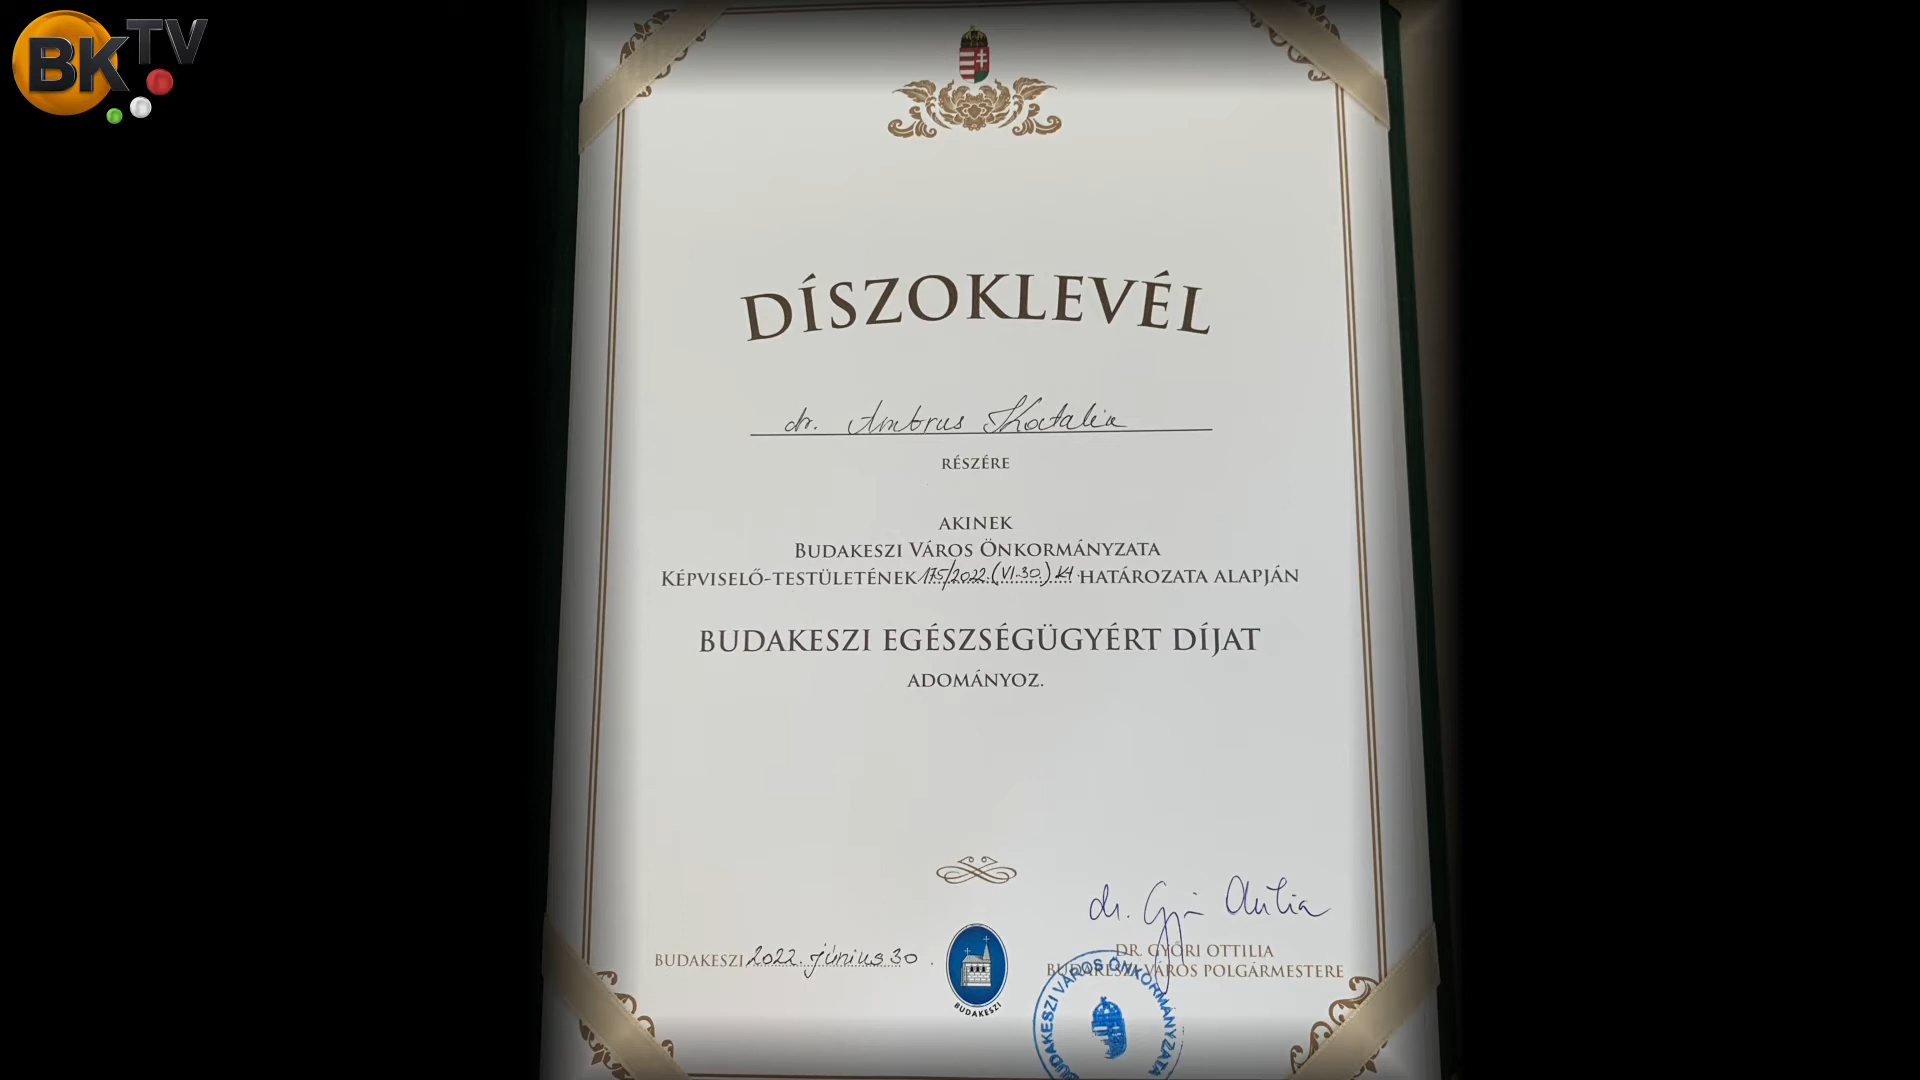 BKTV
DÍSZOKLEVÉL
dr. Ambrus Katalin
RÉSZÉRE
AKINEK
BUDAKESZI VÁROS ÖNKORMÁNYZATA
KÉPVISELŐ-TESTÜLETÉNEK 175/2022.(VI.30.) KT HATÁROZATA ALAPJÁN
BUDAKESZI EGÉSZSÉGÜGYÉRT DÍJAT
ADOMÁNYOZ.
dr. Győri Ottilia
BUDAKESZI 2022. június 30.
DR. GYŐRI OTTILIA
BUDAKESZI VÁROS POLGÁRMESTERE
BUDAKESZI
BUDAKESZI VÁROS ÖNKORMÁNYZATA